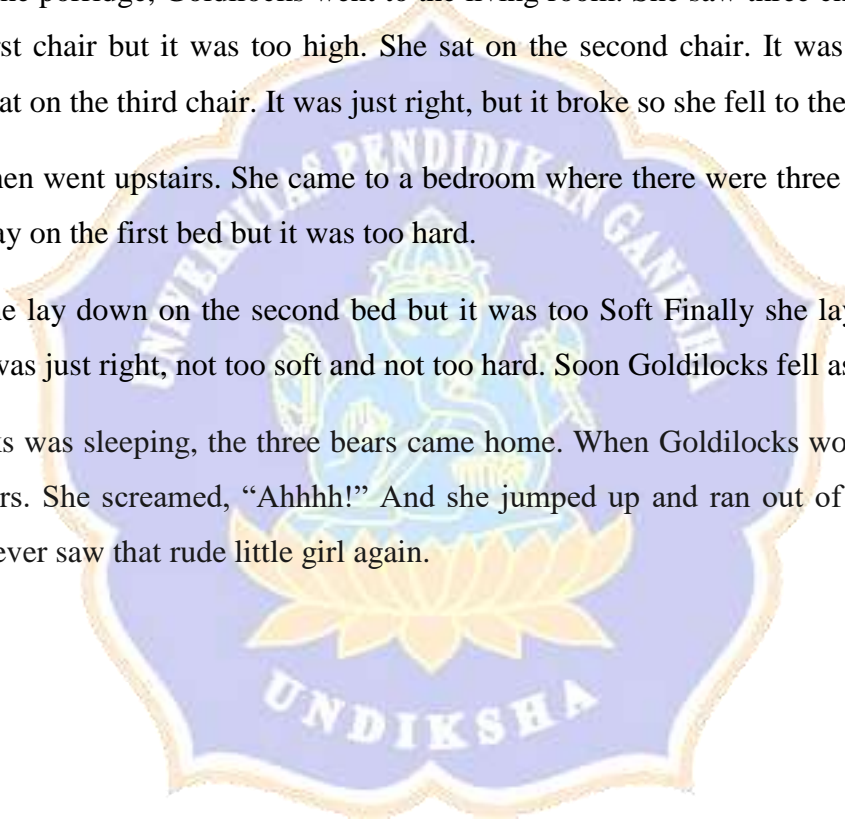 he porridge, Goldilocks went to the living room. She saw three ch
rst chair but it was too high. She sat on the second chair. It was
at on the third chair. It was just right, but it broke so she fell to the
hen went upstairs. She came to a bedroom where there were three
ay on the first bed but it was too hard.
e lay down on the second bed but it was too Soft Finally she lay
was just right, not too soft and not too hard. Soon Goldilocks fell as
ks was sleeping, the three bears came home. When Goldilocks wo
rs. She screamed, “Ahhhh!” And she jumped up and ran out of
ever saw that rude little girl again.
UNIVERSITAS PENDIDIKAN GANESHA
UNDIKSHA